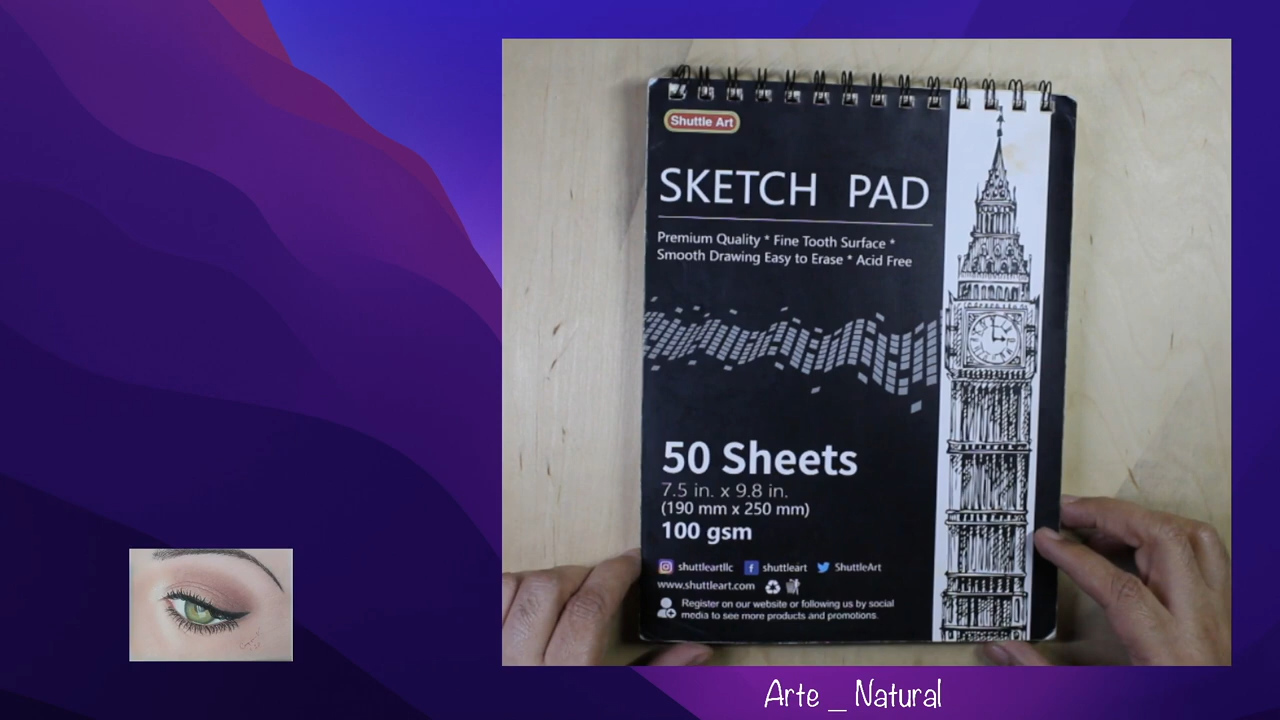 Shuttle Art
SKETCH PAD
Premium Quality * Fine Tooth Surface *
Smooth Drawing Easy to Erase * Acid Free
50 Sheets
7.5 in. x 9.8 in.
(190 mm x 250 mm)
100 gsm
shuttleartllc shuttleart ShuttleArt
www.shuttleart.com
Register on our website or following us by social
media to see more products and promotions.
Arte _ Natural